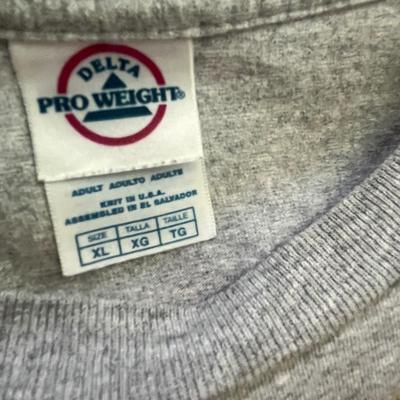 DELTA
PRO WEIGHT®
ADULT ADULTO ADULTE
KNIT IN U.S.A.
ASSEMBLED IN EL SALVADOR
SIZE TALLA TAILLE
XL XG TG